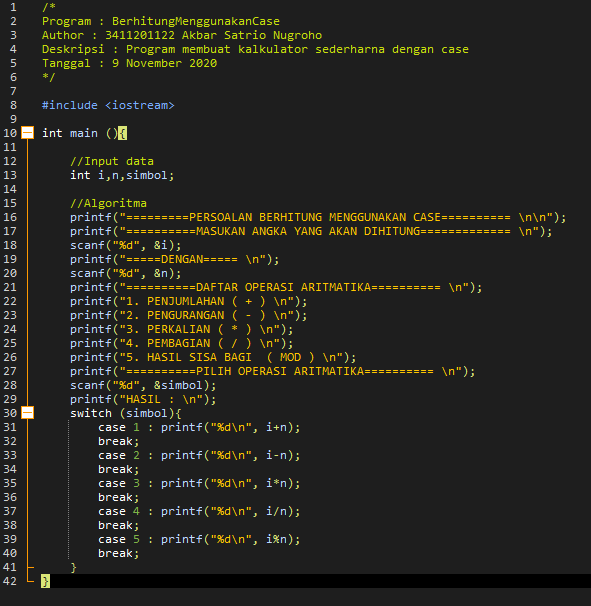 1 /*
2 Program : BerhitungMenggunakanCase
3 Author : 3411201122 Akbar Satrio Nugroho
4 Deskripsi : Program membuat kalkulator sederharna dengan case
5 Tanggal : 9 November 2020
6 */
7
8 #include <iostream>
9
10 int main (){
11
12 //Input data
13 int i,n,simbol;
14
15 //Algoritma
16 printf("=========PERSOALAN BERHITUNG MENGGUNAKAN CASE========== \n\n");
17 printf("==========MASUKAN ANGKA YANG AKAN DIHITUNG============= \n");
18 scanf("%d", &i);
19 printf("=====DENGAN===== \n");
20 scanf("%d", &n);
21 printf("==========DAFTAR OPERASI ARITMATIKA========== \n");
22 printf("1. PENJUMLAHAN ( + ) \n");
23 printf("2. PENGURANGAN ( - ) \n");
24 printf("3. PERKALIAN ( * ) \n");
25 printf("4. PEMBAGIAN ( / ) \n");
26 printf("5. HASIL SISA BAGI  ( MOD ) \n");
27 printf("==========PILIH OPERASI ARITMATIKA========== \n");
28 scanf("%d", &simbol);
29 printf("HASIL : \n");
30 switch (simbol){
31 case 1 : printf("%d\n", i+n);
32 break;
33 case 2 : printf("%d\n", i-n);
34 break;
35 case 3 : printf("%d\n", i*n);
36 break;
37 case 4 : printf("%d\n", i/n);
38 break;
39 case 5 : printf("%d\n", i%n);
40 break;
41 }
42 }